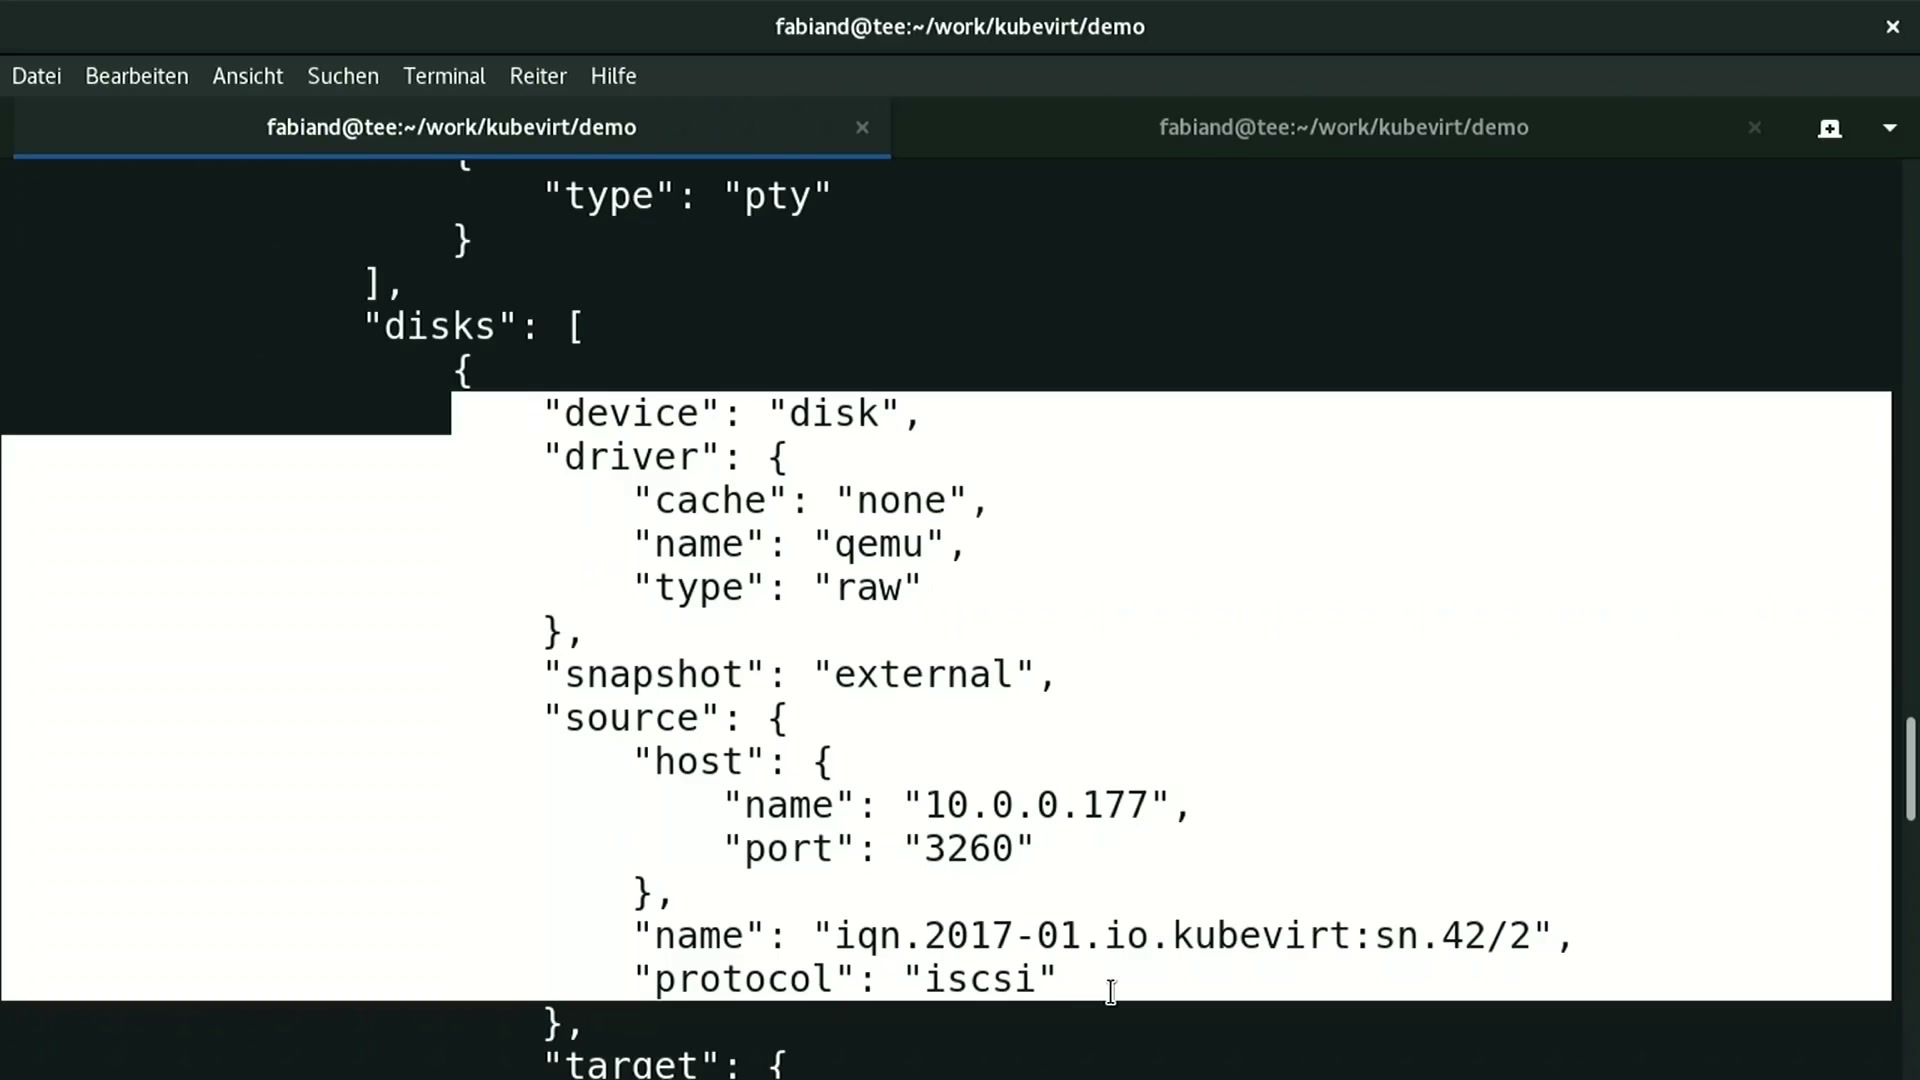 fabiand@tee:~/work/kubevirt/demo
Datei Bearbeiten Ansicht Suchen Terminal Reiter Hilfe
fabiand@tee:~/work/kubevirt/demo fabiand@tee:~/work/kubevirt/demo
{
"type": "pty"
}
],
"disks": [
{
"device": "disk",
"driver": {
"cache": "none",
"name": "qemu",
"type": "raw"
},
"snapshot": "external",
"source": {
"host": {
"name": "10.0.0.177",
"port": "3260"
},
"name": "iqn.2017-01.io.kubevirt:sn.42/2",
"protocol": "iscsi"
},
"target": {